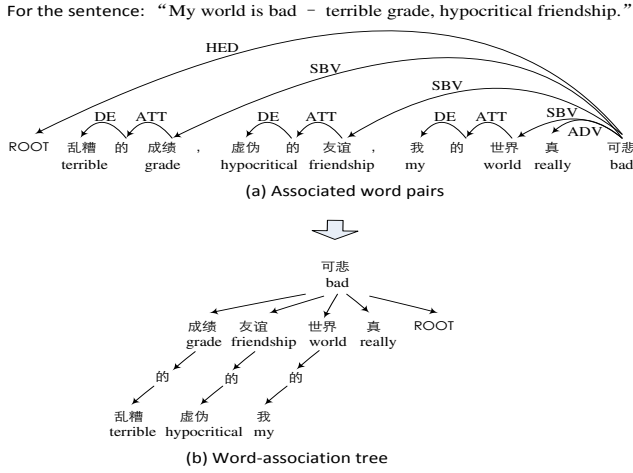 For the sentence: “My world is bad – terrible grade, hypocritical friendship.”
HED
SBV
SBV
DE ATT DE ATT DE ATT SBV
ADV
ROOT 乱糟 的 成绩 , 虚伪 的 友谊 , 我 的 世界 真 可悲
terrible grade hypocritical friendship my world really bad
(a) Associated word pairs
可悲
bad
成绩 友谊 世界 真 ROOT
grade friendship world really
的 的 的
乱糟 虚伪 我
terrible hypocritical my
(b) Word-association tree